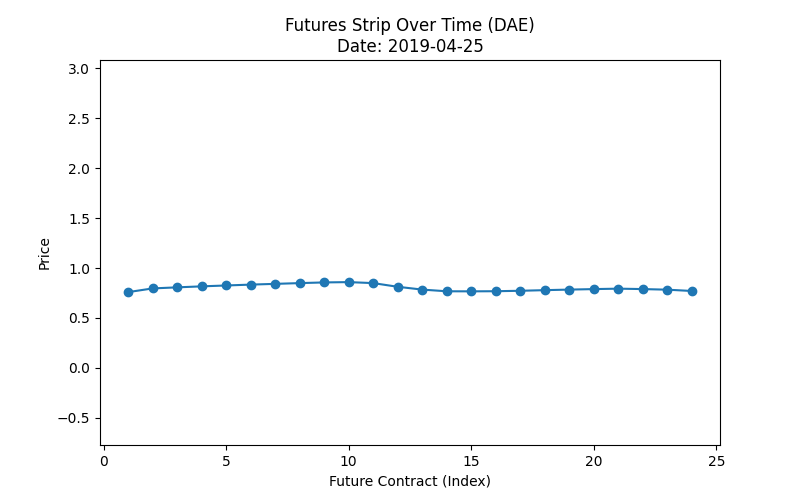 Futures Strip Over Time (DAE)
Date: 2019-04-25
3.0
2.5
2.0
1.5
1.0
0.5
0.0
−0.5
Price
0 5 10 15 20 25
Future Contract (Index)